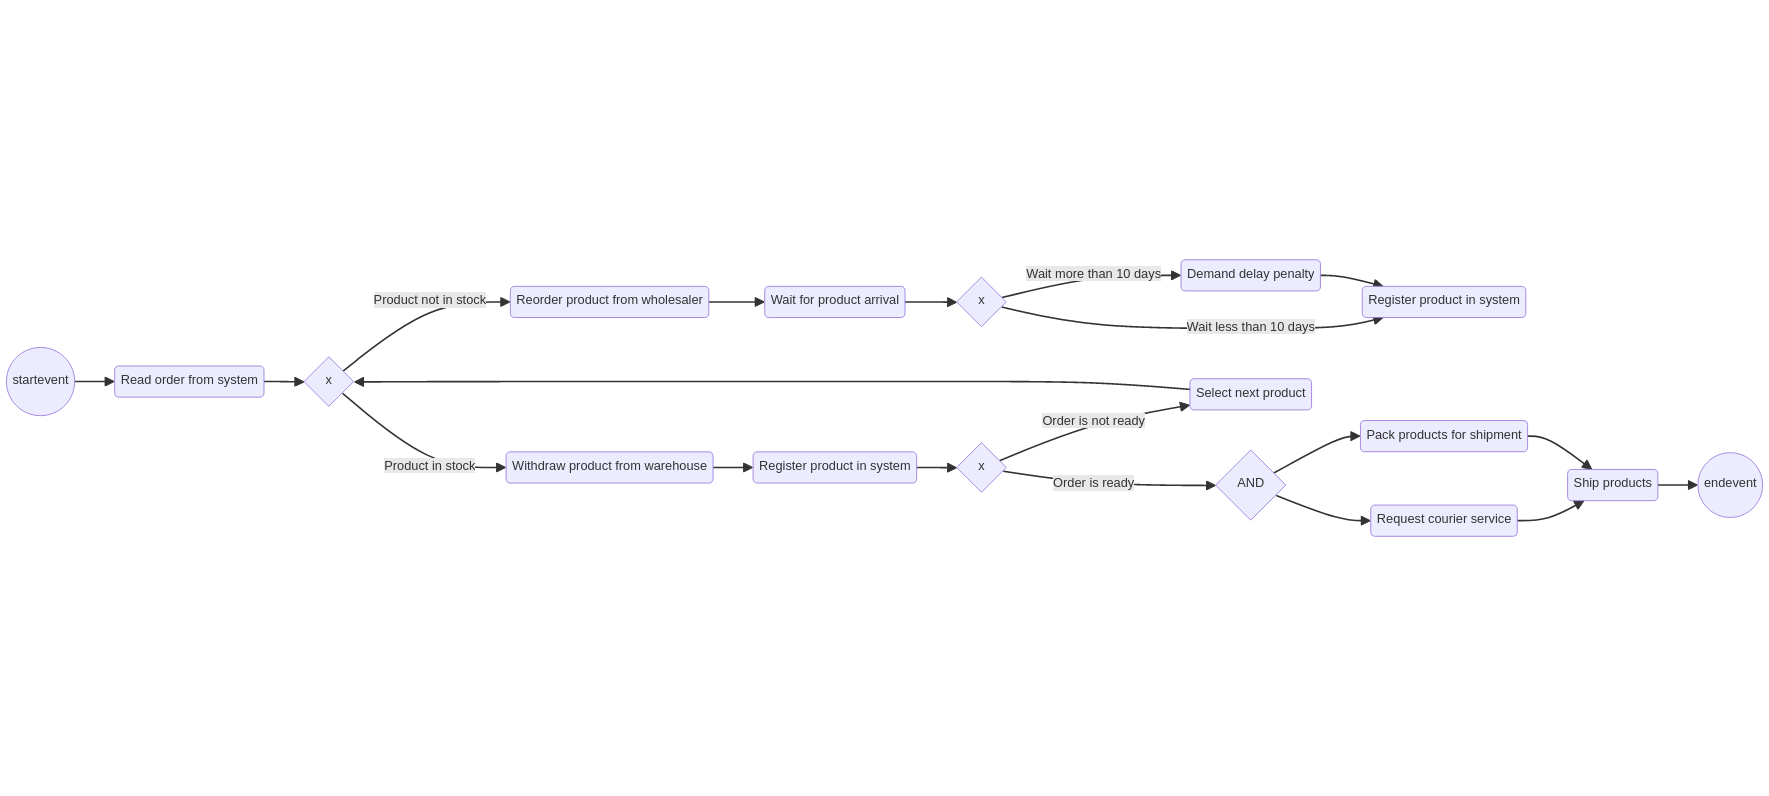 startevent
Read order from system
x
Product not in stock
Reorder product from wholesaler
Wait for product arrival
x
Wait more than 10 days
Demand delay penalty
Wait less than 10 days
Register product in system
Product in stock
Withdraw product from warehouse
Register product in system
x
Order is not ready
Select next product
Order is ready
AND
Pack products for shipment
Request courier service
Ship products
endevent